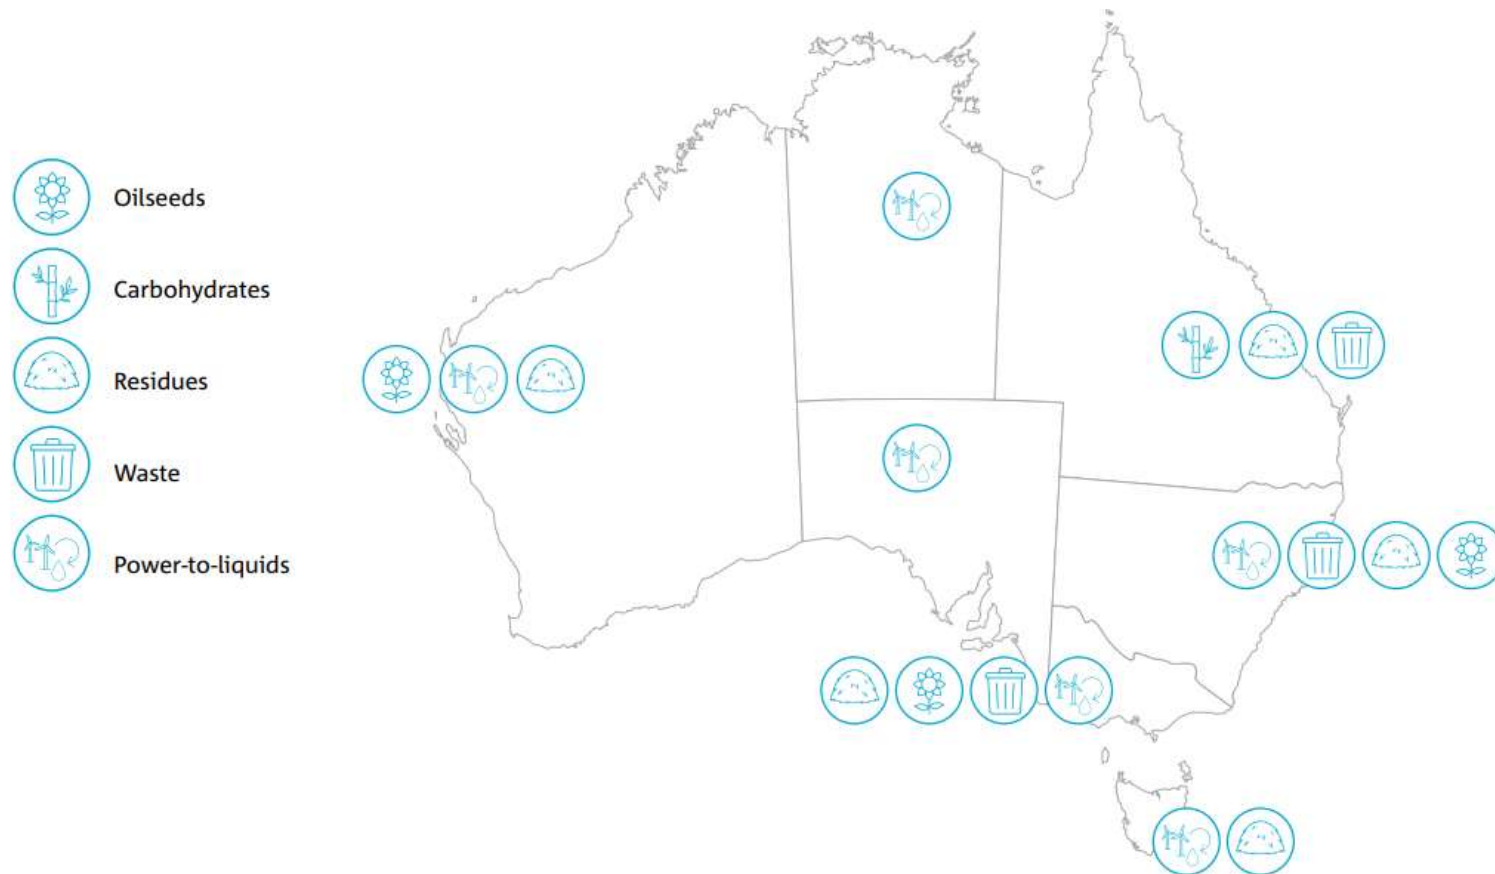 Oilseeds
Carbohydrates
Residues
Waste
Power-to-liquids